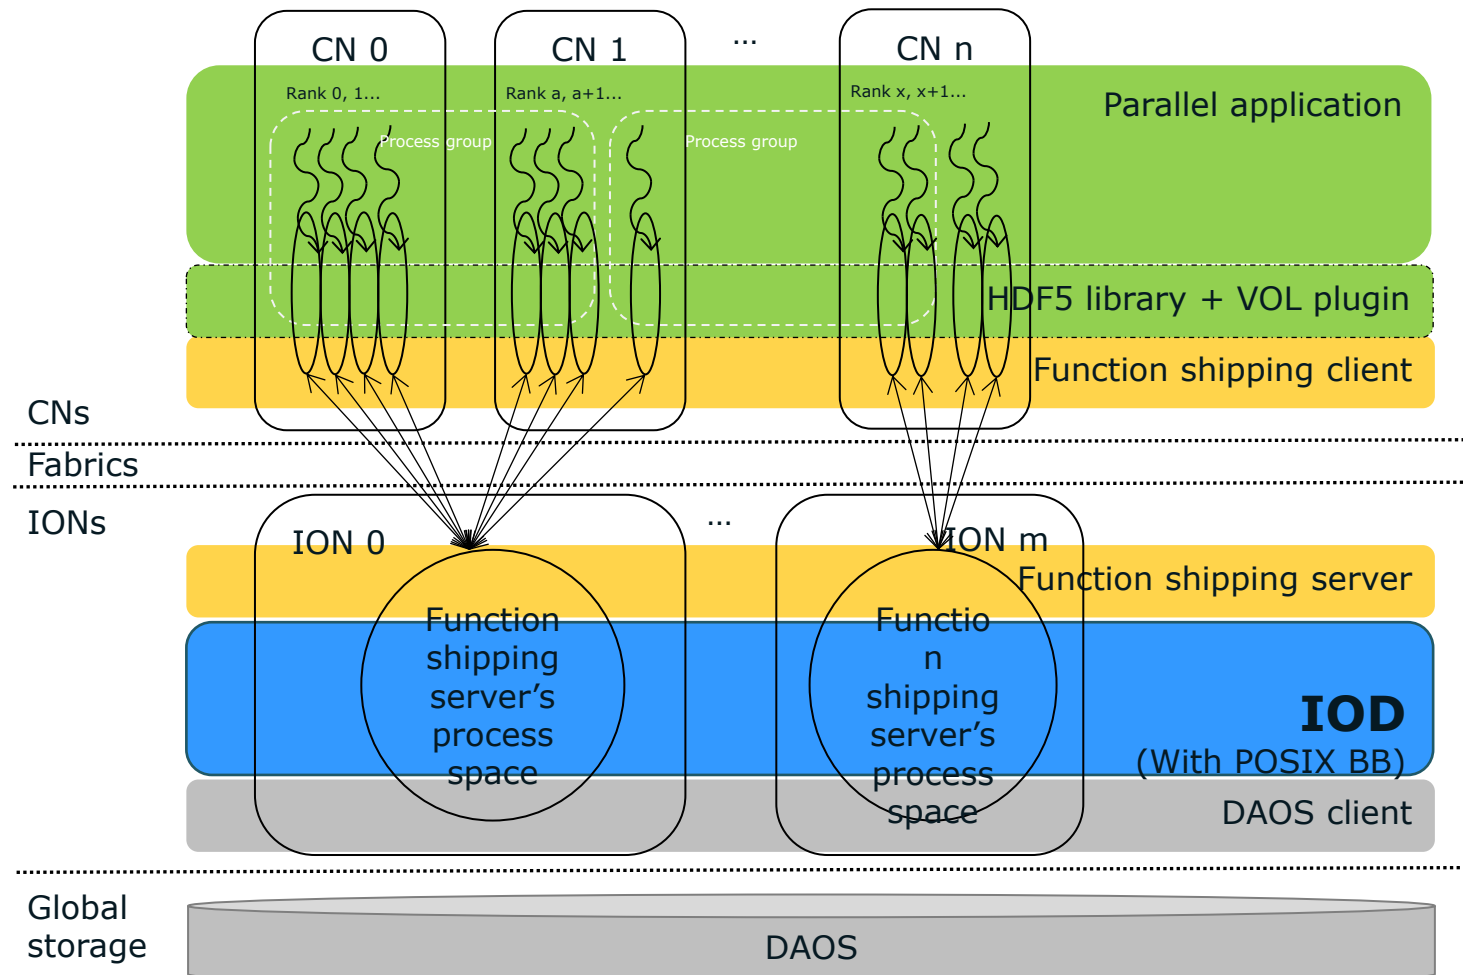 CN 0
CN 1
...
CN n
Rank 0, 1...
Rank a, a+1...
Rank x, x+1...
Parallel application
Process group
Process group
HDF5 library + VOL plugin
Function shipping client
CNs
Fabrics
IONs
ION 0
...
ION m
Function shipping server
Function
shipping
server’s
process
space
Functio
n
shipping
server’s
process
space
IOD
(With POSIX BB)
DAOS client
Global
storage
DAOS